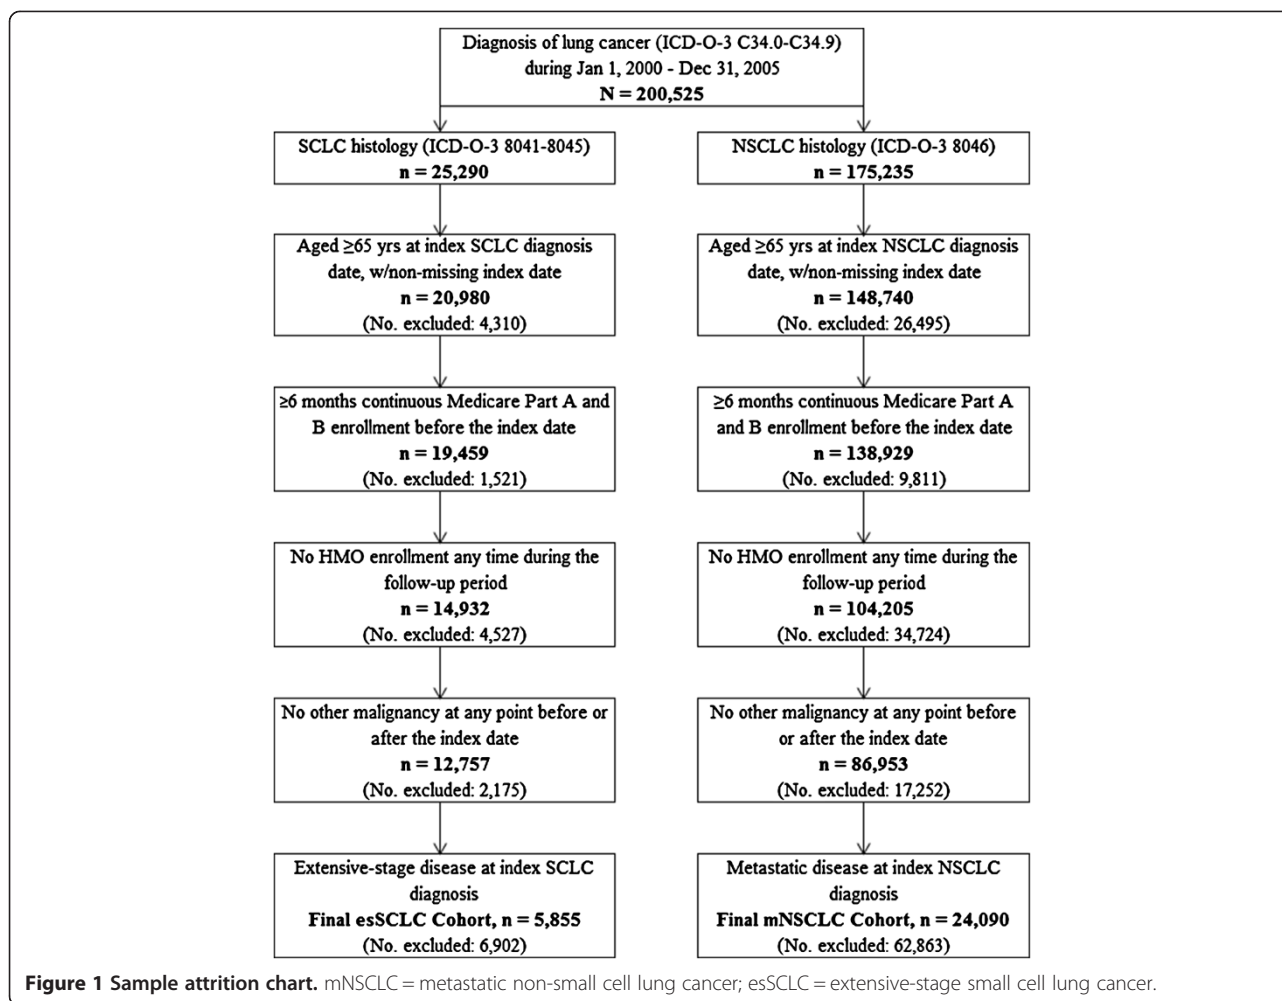 Diagnosis of lung cancer (ICD-O-3 C34.0-C34.9)
during Jan 1, 2000 - Dec 31, 2005
N = 200,525
SCLC histology (ICD-O-3 8041-8045)
n = 25,290
NSCLC histology (ICD-O-3 8046)
n = 175,235
Aged ≥65 yrs at index SCLC diagnosis
date, w/non-missing index date
n = 20,980
(No. excluded: 4,310)
Aged ≥65 yrs at index NSCLC diagnosis
date, w/non-missing index date
n = 148,740
(No. excluded: 26,495)
≥6 months continuous Medicare Part A and
B enrollment before the index date
n = 19,459
(No. excluded: 1,521)
≥6 months continuous Medicare Part A
and B enrollment before the index date
n = 138,929
(No. excluded: 9,811)
No HMO enrollment any time during the
follow-up period
n = 14,932
(No. excluded: 4,527)
No HMO enrollment any time during the
follow-up period
n = 104,205
(No. excluded: 34,724)
No other malignancy at any point before or
after the index date
n = 12,757
(No. excluded: 2,175)
No other malignancy at any point before
or after the index date
n = 86,953
(No. excluded: 17,252)
Extensive-stage disease at index SCLC
diagnosis
Final esSCLC Cohort, n = 5,855
(No. excluded: 6,902)
Metastatic disease at index NSCLC
diagnosis
Final mNSCLC Cohort, n = 24,090
(No. excluded: 62,863)
Figure 1 Sample attrition chart. mNSCLC = metastatic non-small cell lung cancer; esSCLC = extensive-stage small cell lung cancer.